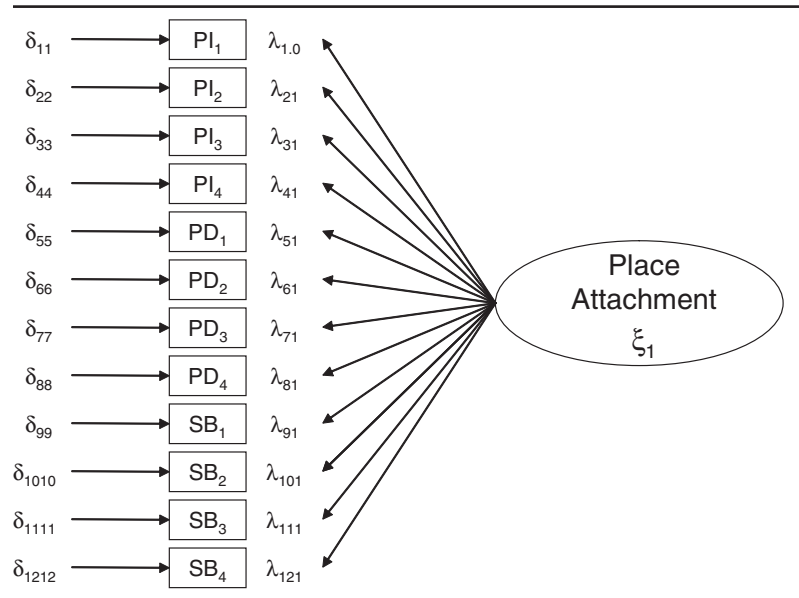 δ₁₁ PI₁ λ₁.₀
δ₂₂ PI₂ λ₂₁
δ₃₃ PI₃ λ₃₁
δ₄₄ PI₄ λ₄₁
δ₅₅ PD₁ λ₅₁
δ₆₆ PD₂ λ₆₁
δ₇₇ PD₃ λ₇₁
δ₈₈ PD₄ λ₈₁
δ₉₉ SB₁ λ₉₁
δ₁₀₁₀ SB₂ λ₁₀₁
δ₁₁₁₁ SB₃ λ₁₁₁
δ₁₂₁₂ SB₄ λ₁₂₁
Place
Attachment
ξ₁